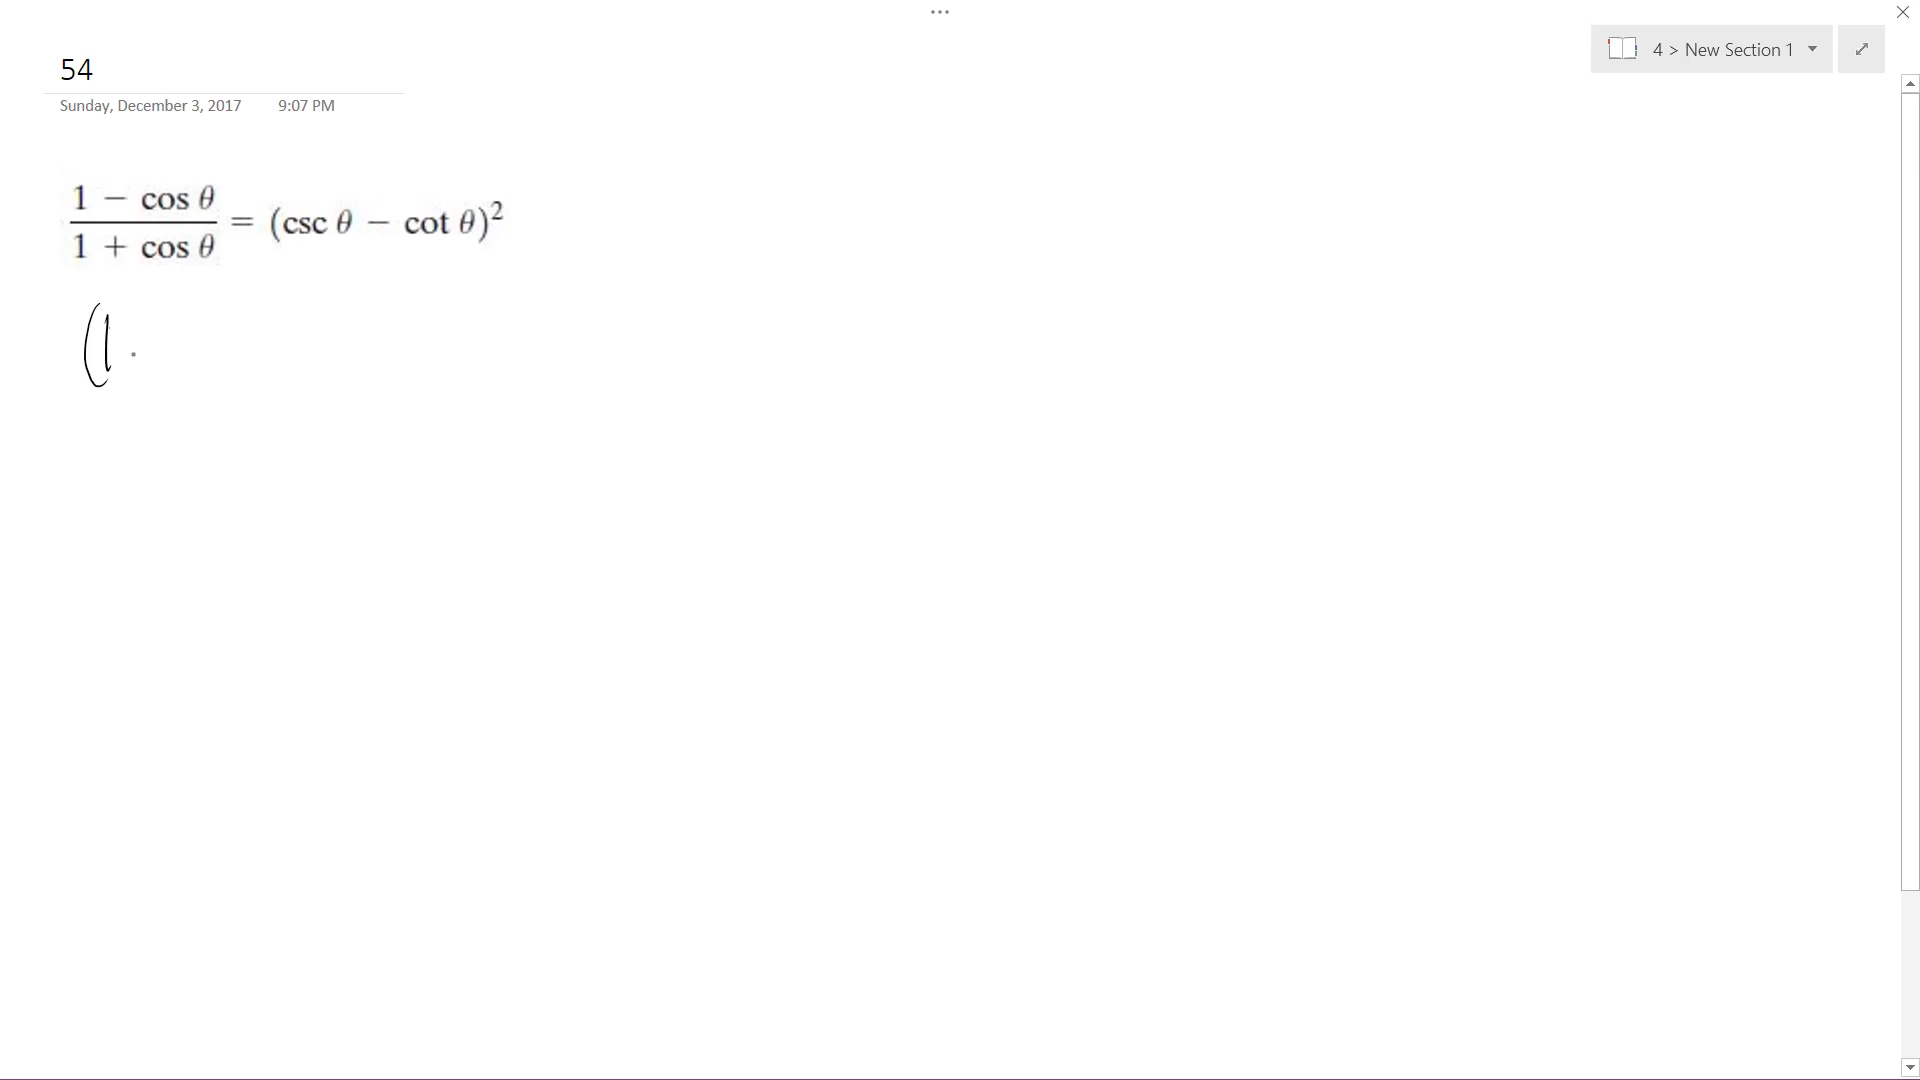 54
Sunday, December 3, 2017 9:07 PM
4 > New Section 1
(1 - cos θ)/(1 + cos θ) = (csc θ - cot θ)²
(1